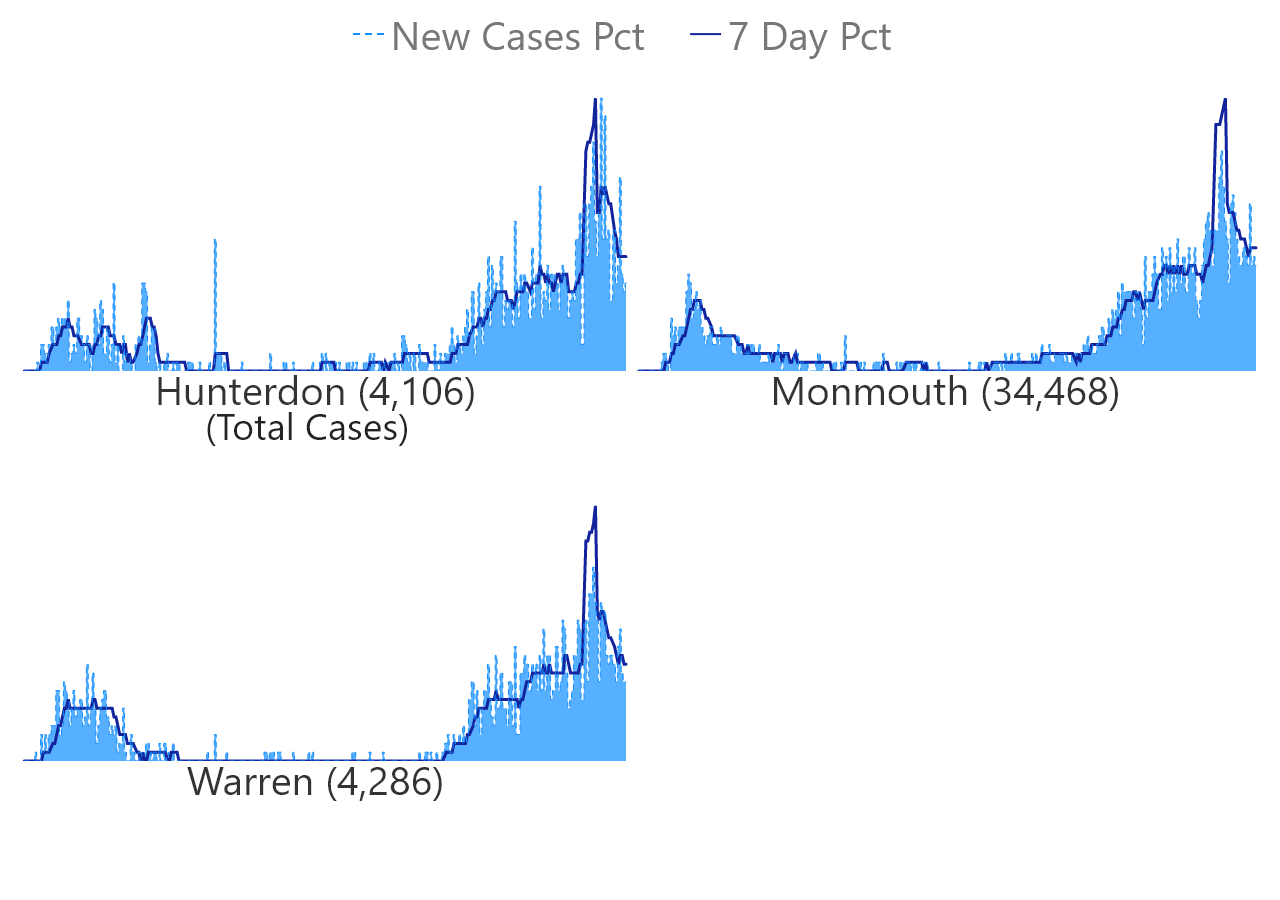 New Cases Pct 7 Day Pct
Hunterdon (4,106) Monmouth (34,468)
(Total Cases)
Warren (4,286)